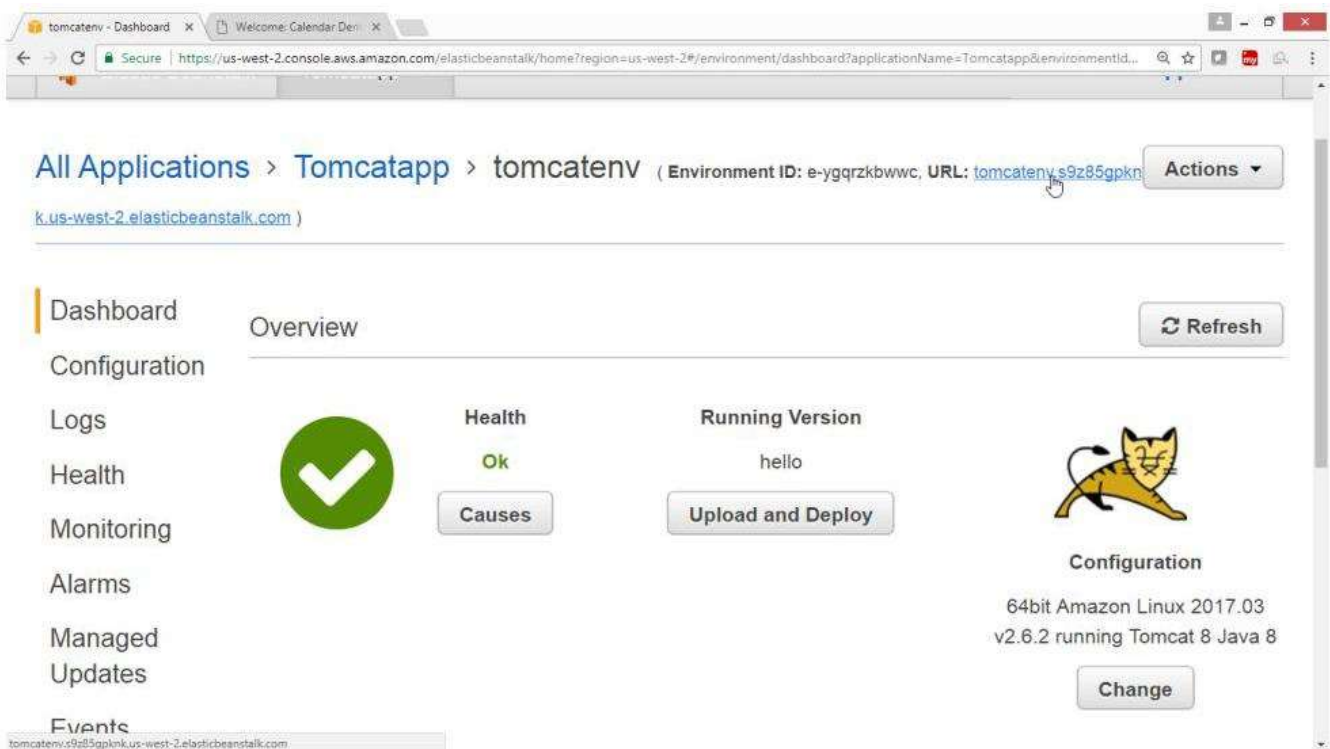 tomcatenv - Dashboard
Welcome: Calendar Dem
Secure | https://us-west-2.console.aws.amazon.com/elasticbeanstalk/home?region=us-west-2#/environment/dashboard?applicationName=Tomcatapp&environmentId...
my
All Applications > Tomcatapp > tomcatenv ( Environment ID: e-ygqrzkbwwc, URL: tomcatenv.s9z85gpkn
Actions
k.us-west-2.elasticbeanstalk.com )
Dashboard
Overview
Refresh
Configuration
Logs
Health
Running Version
Ok
hello
Health
Causes
Upload and Deploy
Monitoring
Configuration
Alarms
64bit Amazon Linux 2017.03
v2.6.2 running Tomcat 8 Java 8
Managed
Updates
Change
Events
tomcatenv.s9z85gpknk.us-west-2.elasticbeanstalk.com